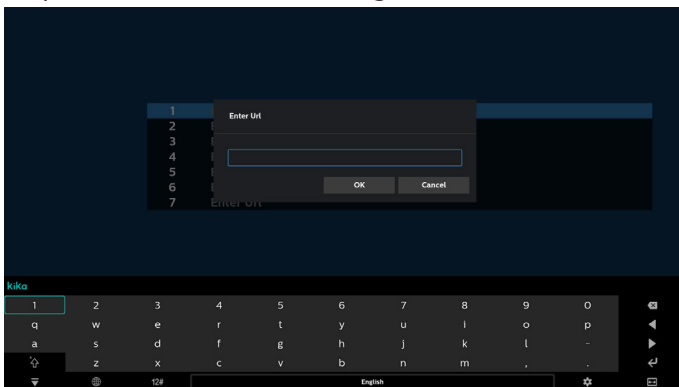 1
2
3
4
5
6
7 Enter Url
Enter Url
OK Cancel
kika
1 2 3 4 5 6 7 8 9 0
q w e r t y u i o p
a s d f g h j k l -
z x c v b n m , .
12# English